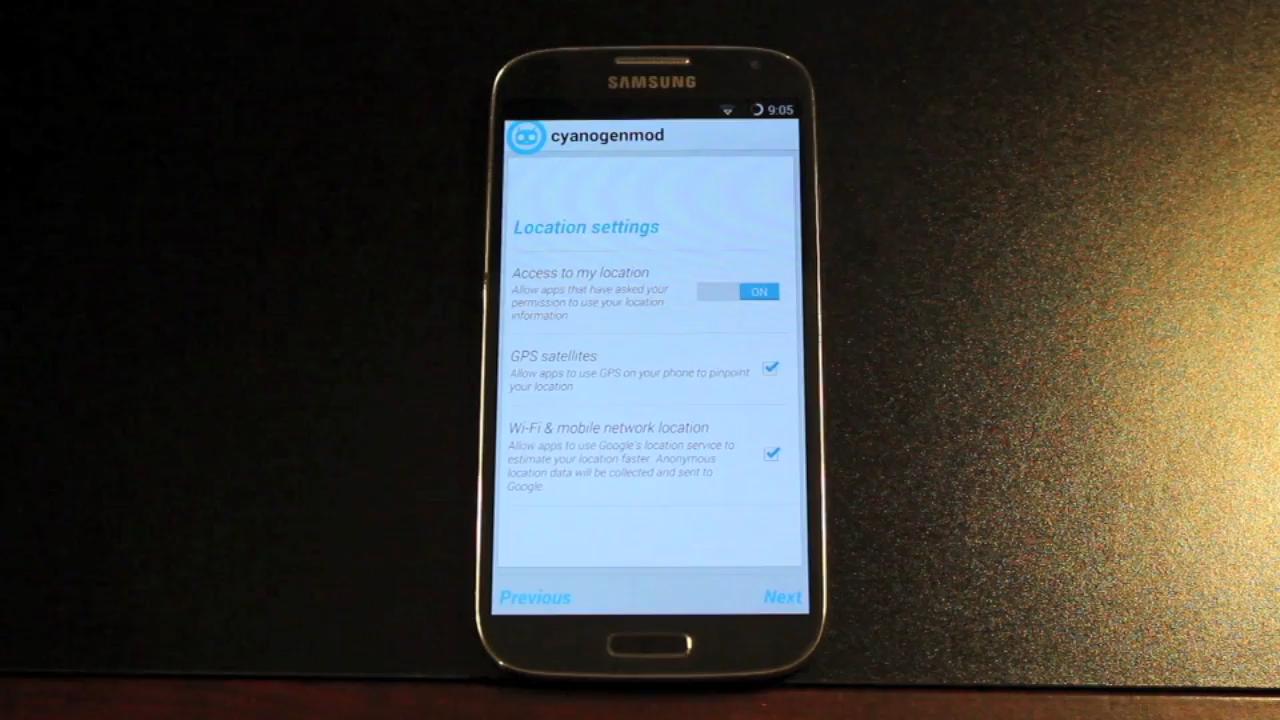 SAMSUNG
9:05
cyanogenmod
Location settings
Access to my location
Allow apps that have asked your
permission to use your location
information
ON
GPS satellites
Allow apps to use GPS on your phone to pinpoint
your location
Wi-Fi & mobile network location
Allow apps to use Google's location service to
estimate your location faster. Anonymous
location data will be collected and sent to
Google.
Previous
Next